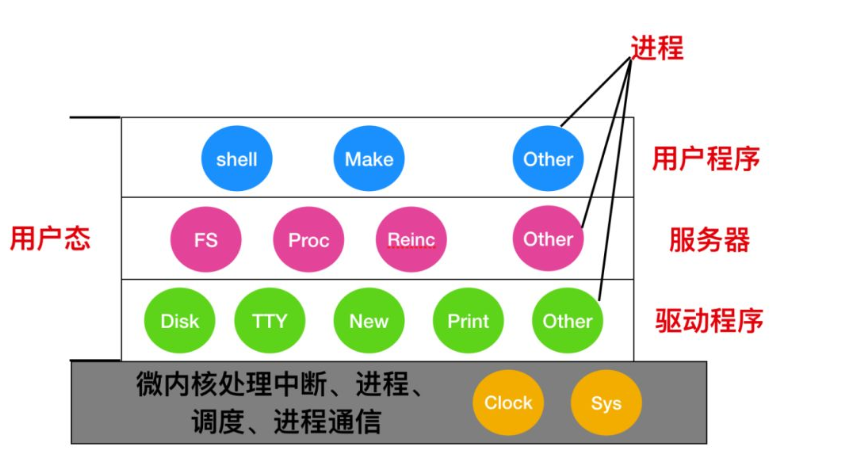 进程
shell
Make
Other
用户程序
用户态
FS
Proc
Reinc
Other
服务器
Disk
TTY
New
Print
Other
驱动程序
微内核处理中断、进程、
调度、进程通信
Clock
Sys